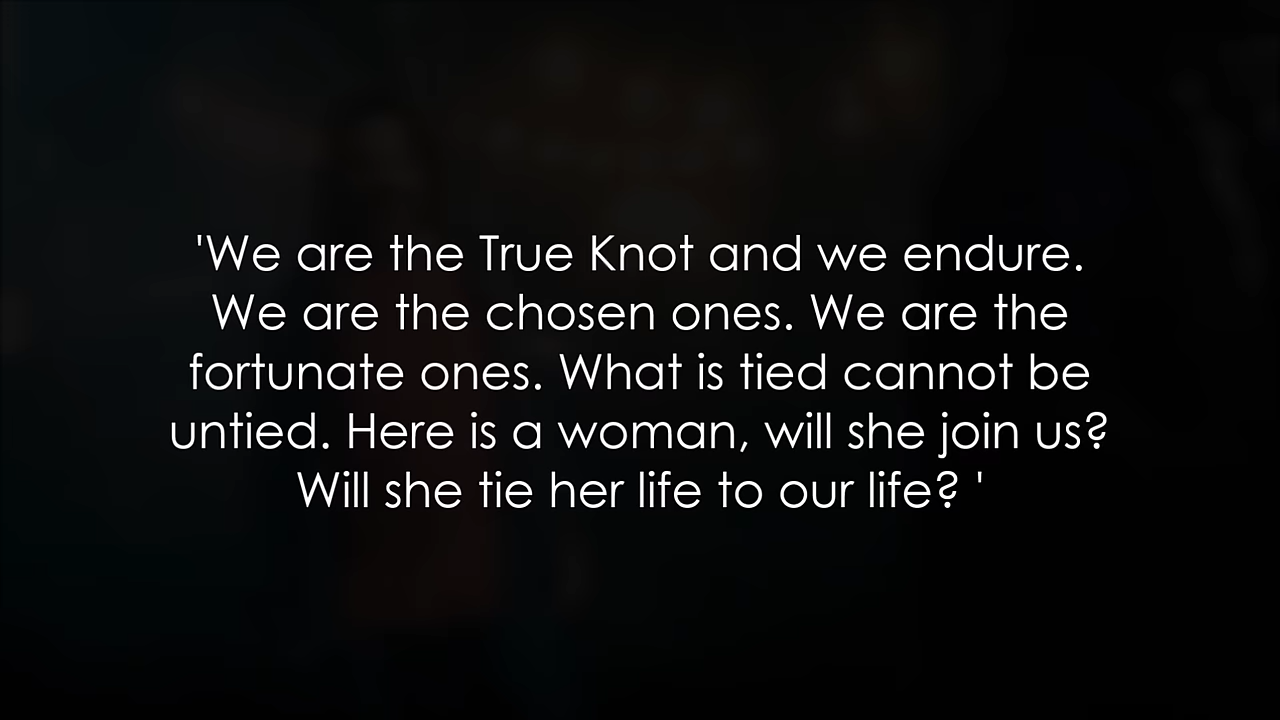 'We are the True Knot and we endure.
We are the chosen ones. We are the
fortunate ones. What is tied cannot be
untied. Here is a woman, will she join us?
Will she tie her life to our life? '